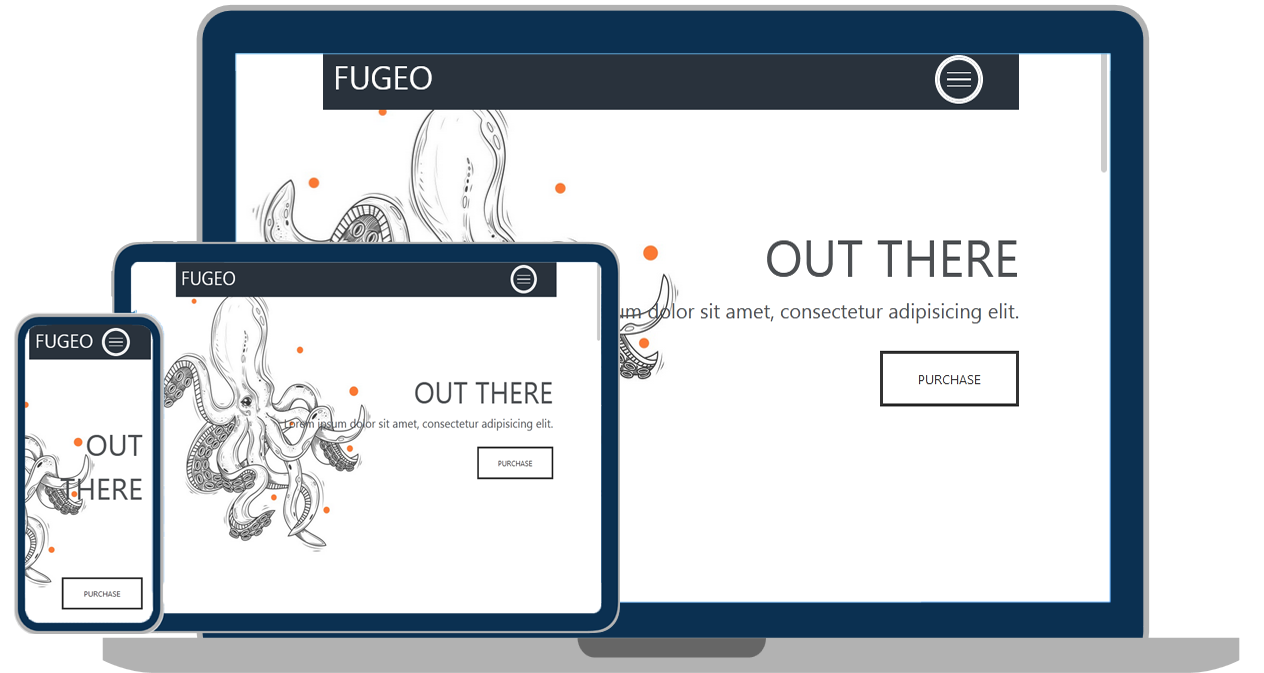 FUGEO
OUT THERE
um dolor sit amet, consectetur adipisicing elit.
PURCHASE
FUGEO
OUT THERE
Lorem ipsum dolor sit amet, consectetur adipisicing elit.
PURCHASE
FUGEO
OUT
THERE
PURCHASE